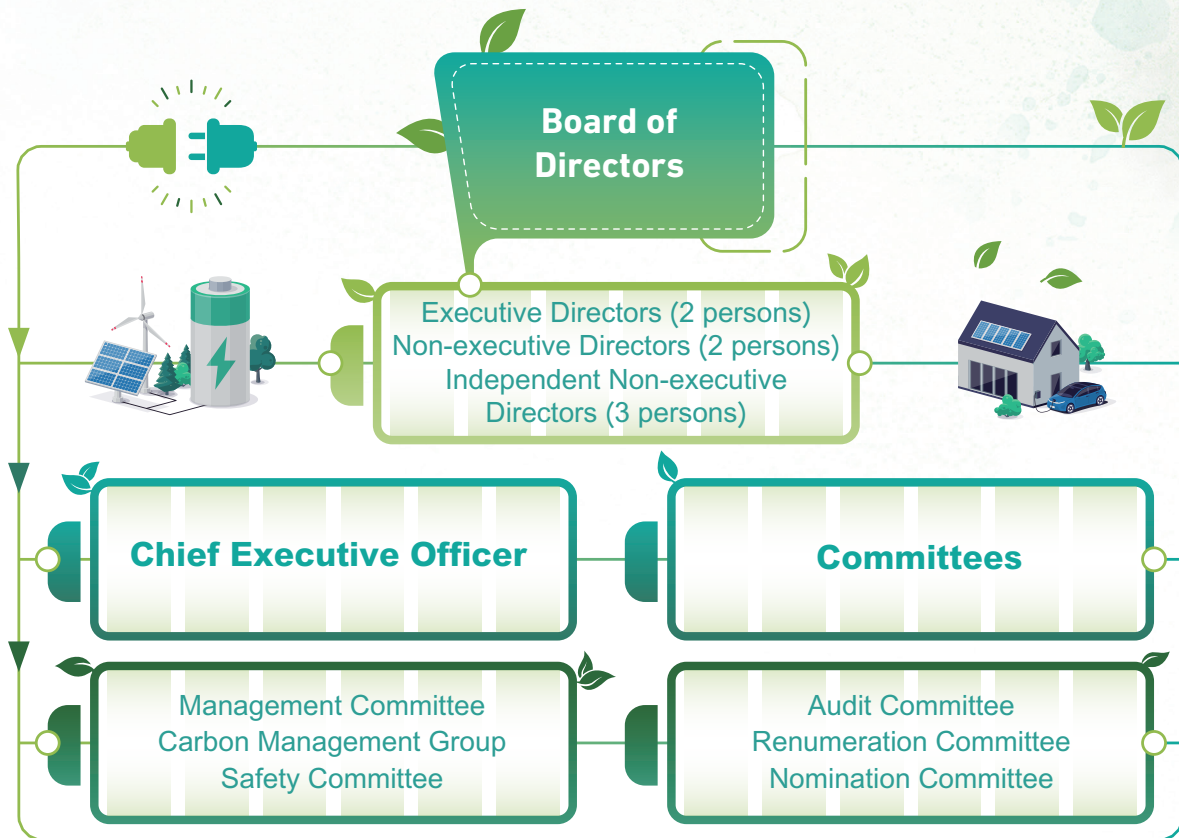 Board of
Directors
Executive Directors (2 persons)
Non-executive Directors (2 persons)
Independent Non-executive
Directors (3 persons)
Chief Executive Officer
Committees
Management Committee
Carbon Management Group
Safety Committee
Audit Committee
Renumeration Committee
Nomination Committee